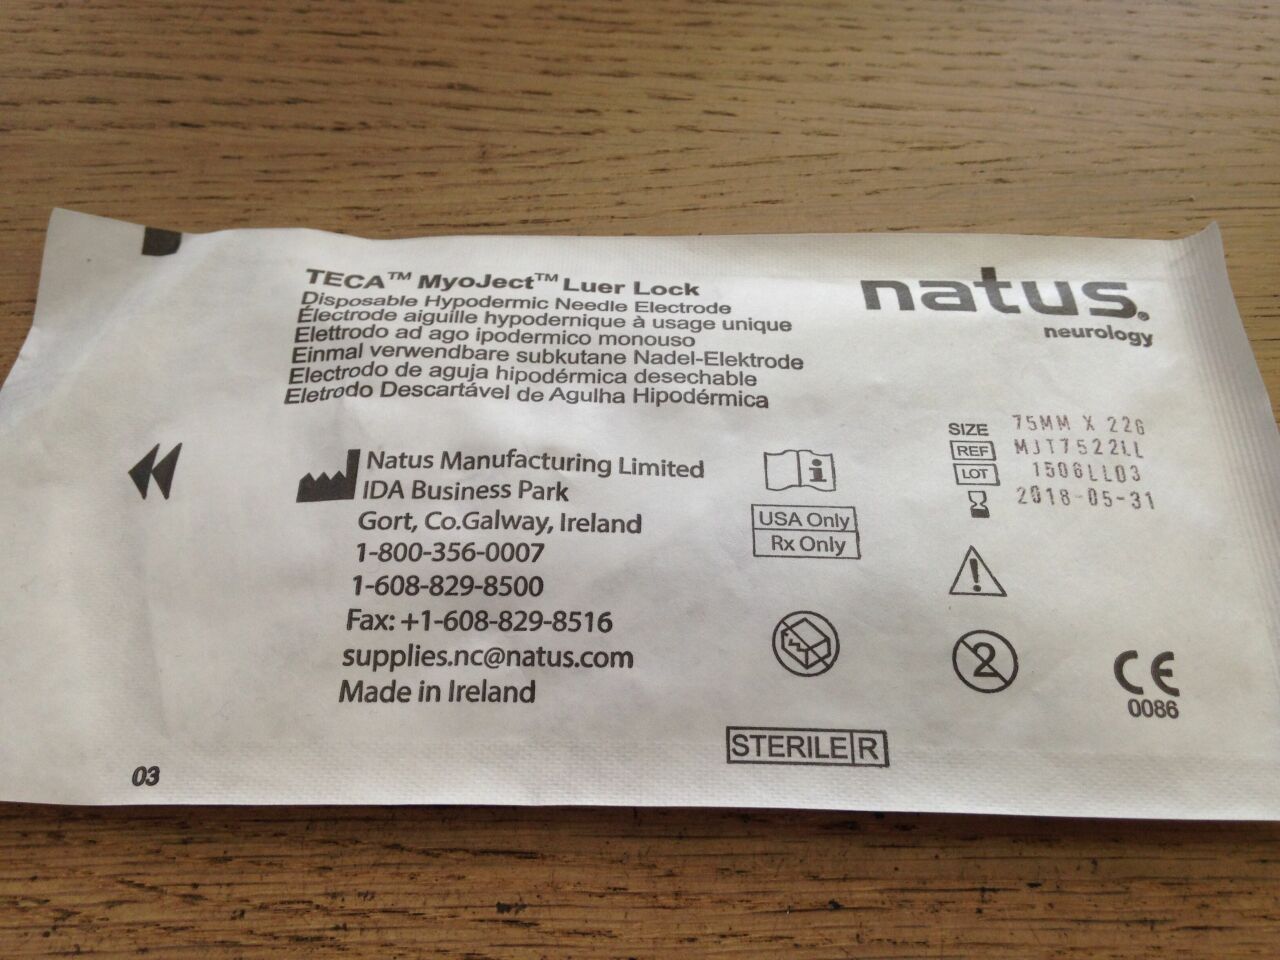 TECA™ MyoJect™ Luer Lock
Disposable Hypodermic Needle Electrode
Électrode aiguille hypodernique à usage unique
Elettrodo ad ago ipodermico monouso
Einmal verwendbare subkutane Nadel-Elektrode
Electrodo de aguja hipodérmica desechable
Eletrodo Descartável de Agulha Hipodérmica
natus®
neurology
Natus Manufacturing Limited
IDA Business Park
Gort, Co.Galway, Ireland
1-800-356-0007
1-608-829-8500
Fax: +1-608-829-8516
supplies.nc@natus.com
Made in Ireland
i
USA Only
Rx Only
SIZE 75MM X 22G
REF MJT7522LL
LOT 1506LL03
2018-05-31
2
CE
0086
STERILE R
03